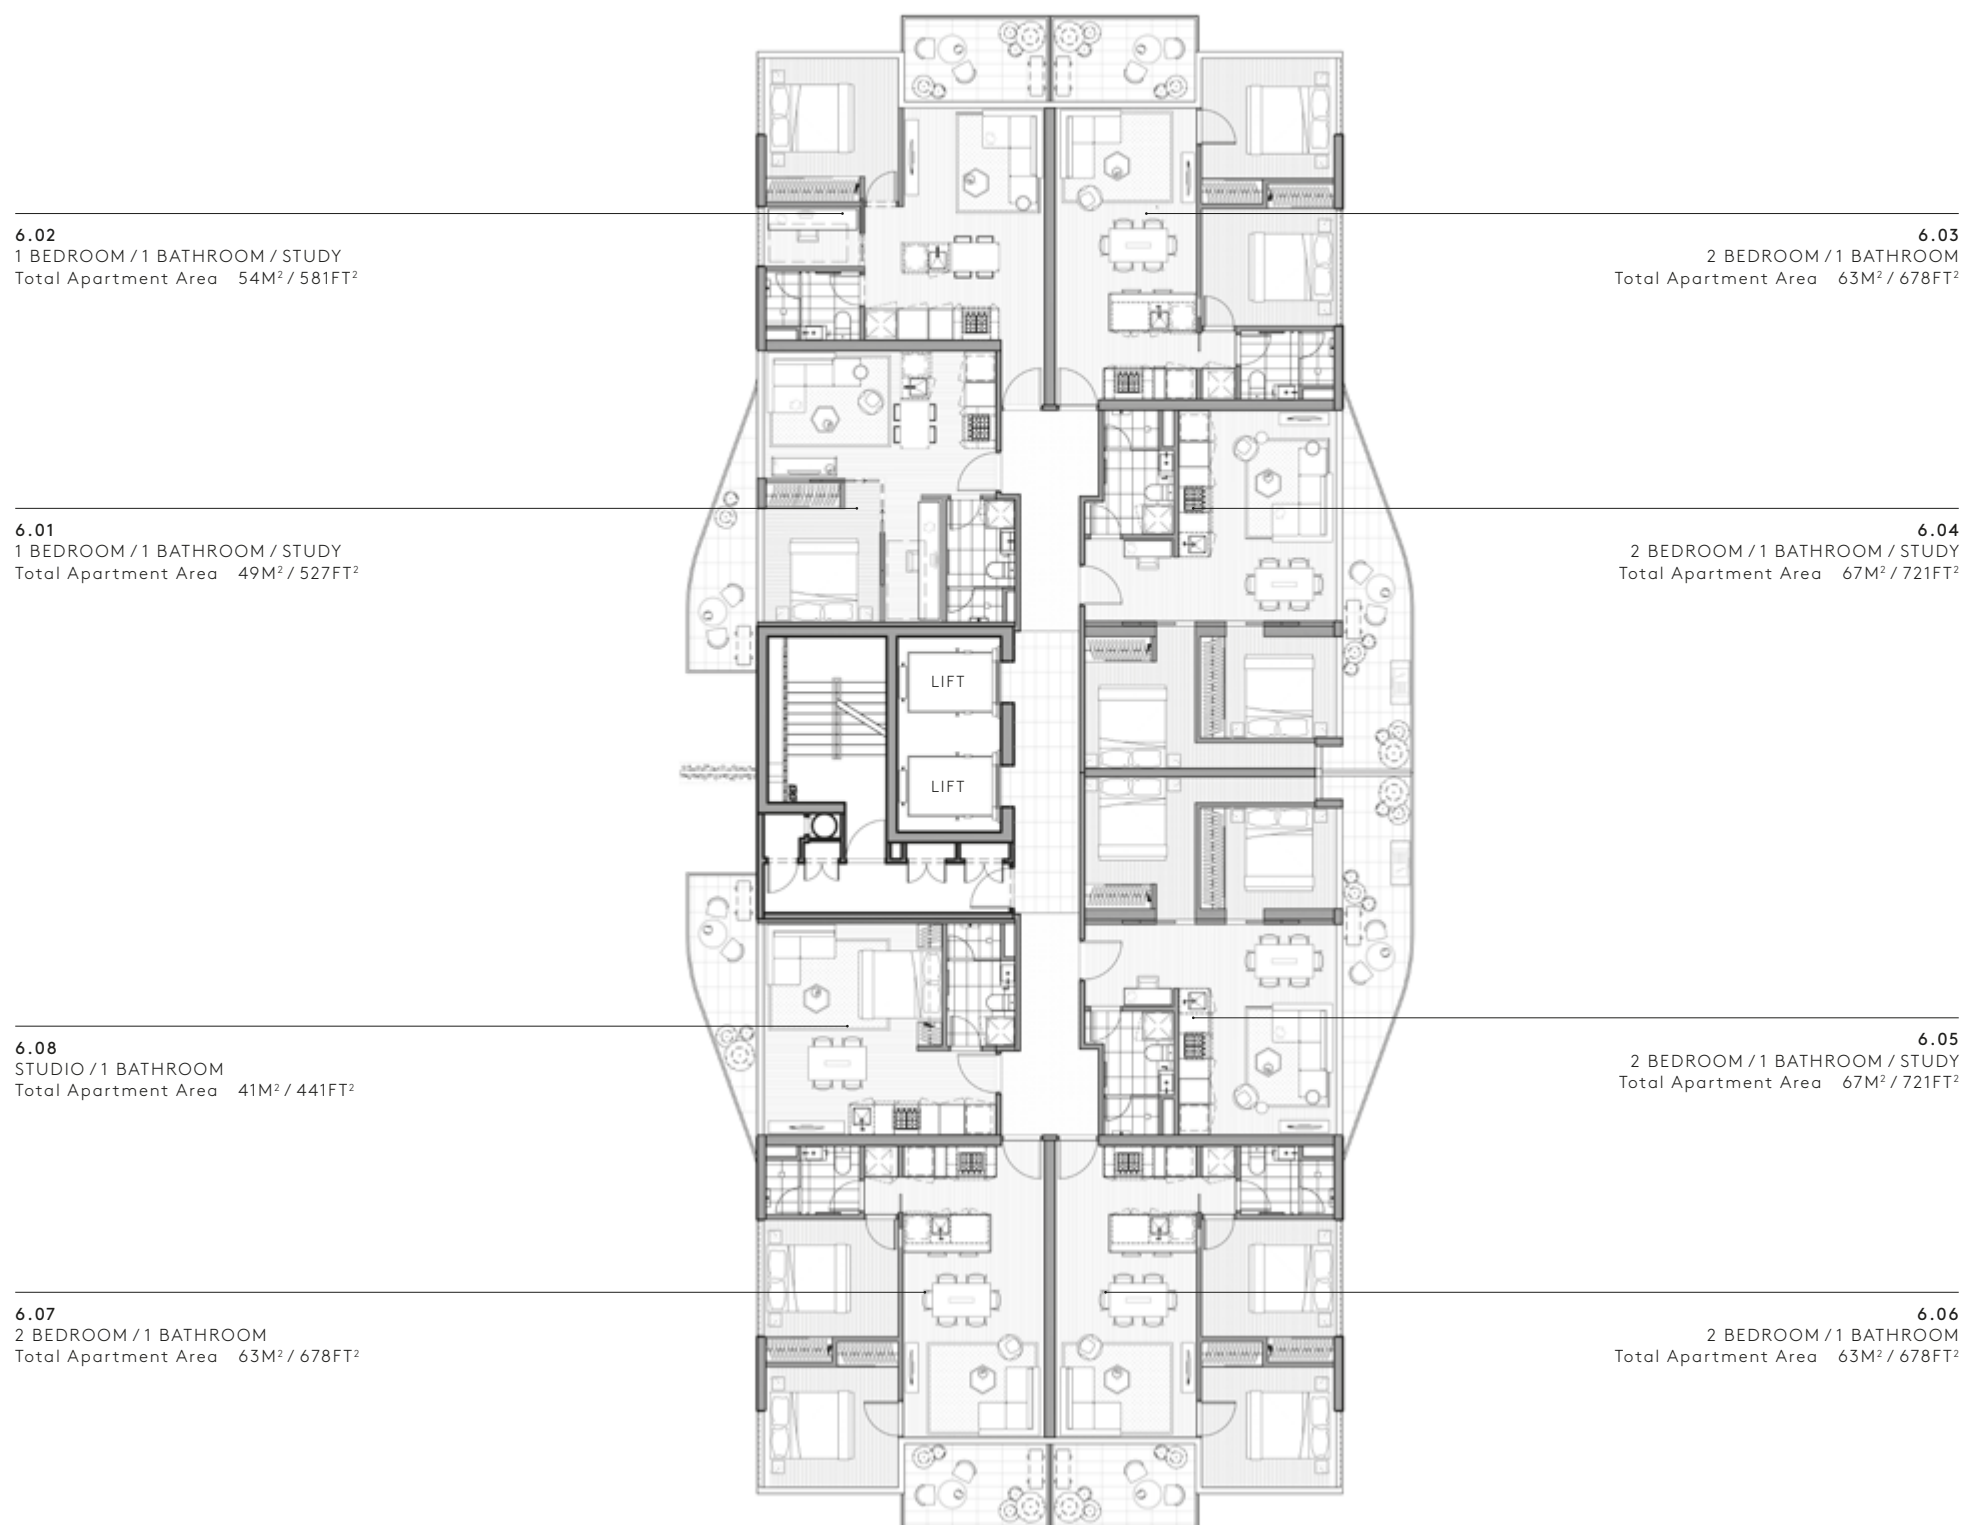 6.02
1 BEDROOM / 1 BATHROOM / STUDY
Total Apartment Area 54M² / 581FT²
6.01
1 BEDROOM / 1 BATHROOM / STUDY
Total Apartment Area 49M² / 527FT²
6.08
STUDIO / 1 BATHROOM
Total Apartment Area 41M² / 441FT²
6.07
2 BEDROOM / 1 BATHROOM
Total Apartment Area 63M² / 678FT²
LIFT
LIFT
6.03
2 BEDROOM / 1 BATHROOM
Total Apartment Area 63M² / 678FT²
6.04
2 BEDROOM / 1 BATHROOM / STUDY
Total Apartment Area 67M² / 721FT²
6.05
2 BEDROOM / 1 BATHROOM / STUDY
Total Apartment Area 67M² / 721FT²
6.06
2 BEDROOM / 1 BATHROOM
Total Apartment Area 63M² / 678FT²